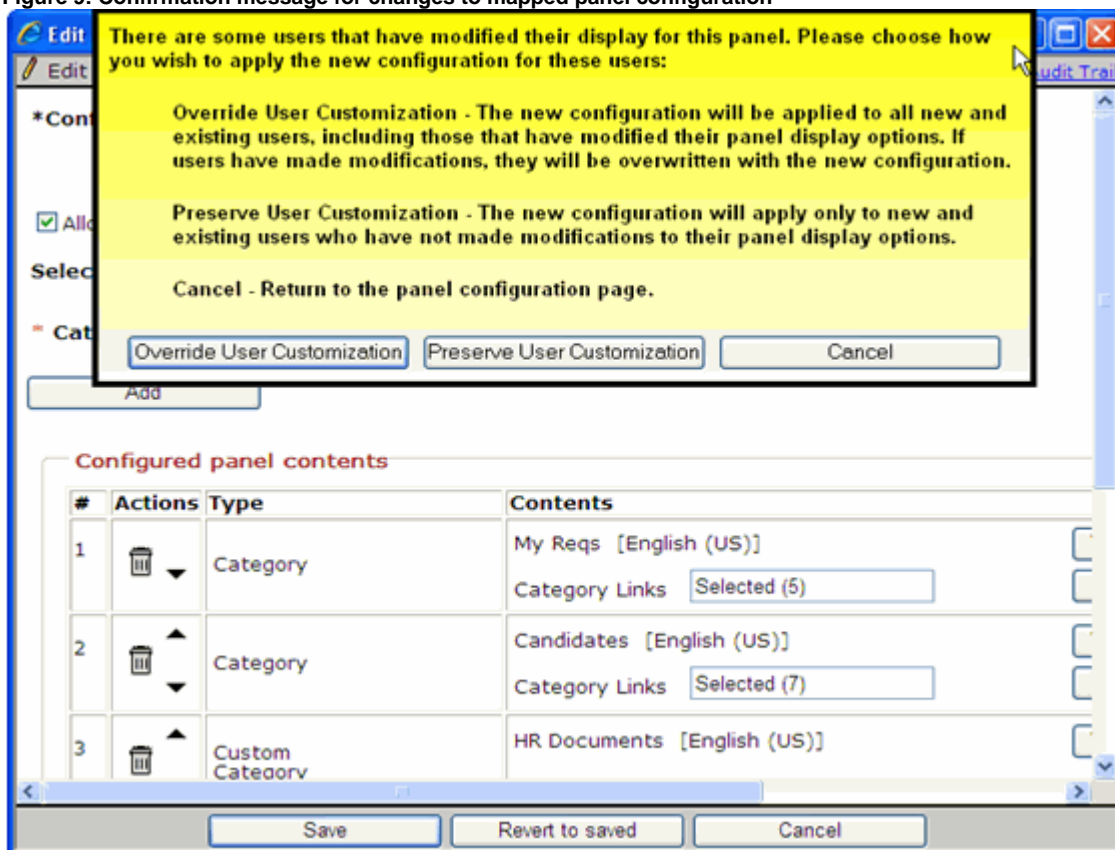 Figure 9: Confirmation message for changes to mapped panel configuration
Edit
Edit
Audit Trail
There are some users that have modified their display for this panel. Please choose how
you wish to apply the new configuration for these users:
Override User Customization - The new configuration will be applied to all new and
existing users, including those that have modified their panel display options. If
users have made modifications, they will be overwritten with the new configuration.
Preserve User Customization - The new configuration will apply only to new and
existing users who have not made modifications to their panel display options.
Cancel - Return to the panel configuration page.
Override User Customization Preserve User Customization Cancel
*Cont
Allo
Selec
* Cat
Add
Configured panel contents
# Actions Type Contents
1 Category My Reqs [English (US)]
Category Links Selected (5)
2 Category Candidates [English (US)]
Category Links Selected (7)
3 Custom Category HR Documents [English (US)]
Save Revert to saved Cancel